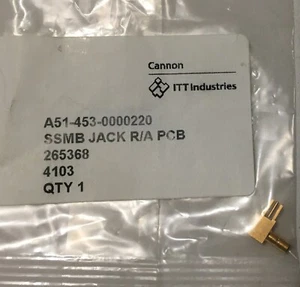 Cannon
ITT Industries
A51-453-0000220
SSMB JACK R/A PCB
265368
4103
QTY 1